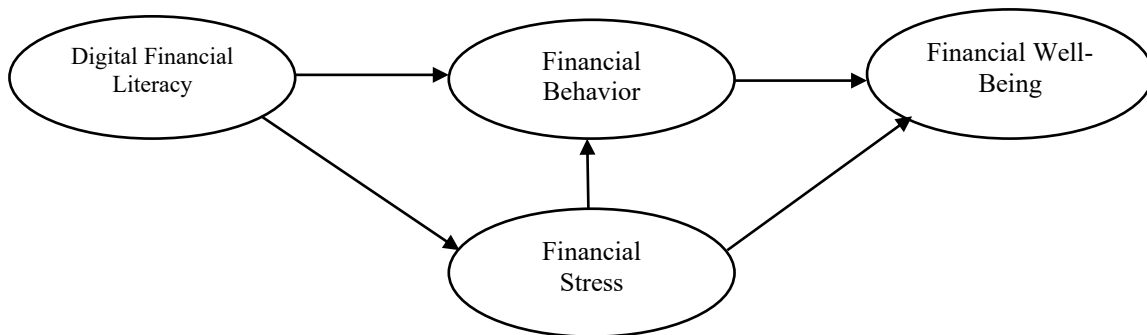 Digital Financial
Literacy
Financial
Behavior
Financial Well-
Being
Financial
Stress